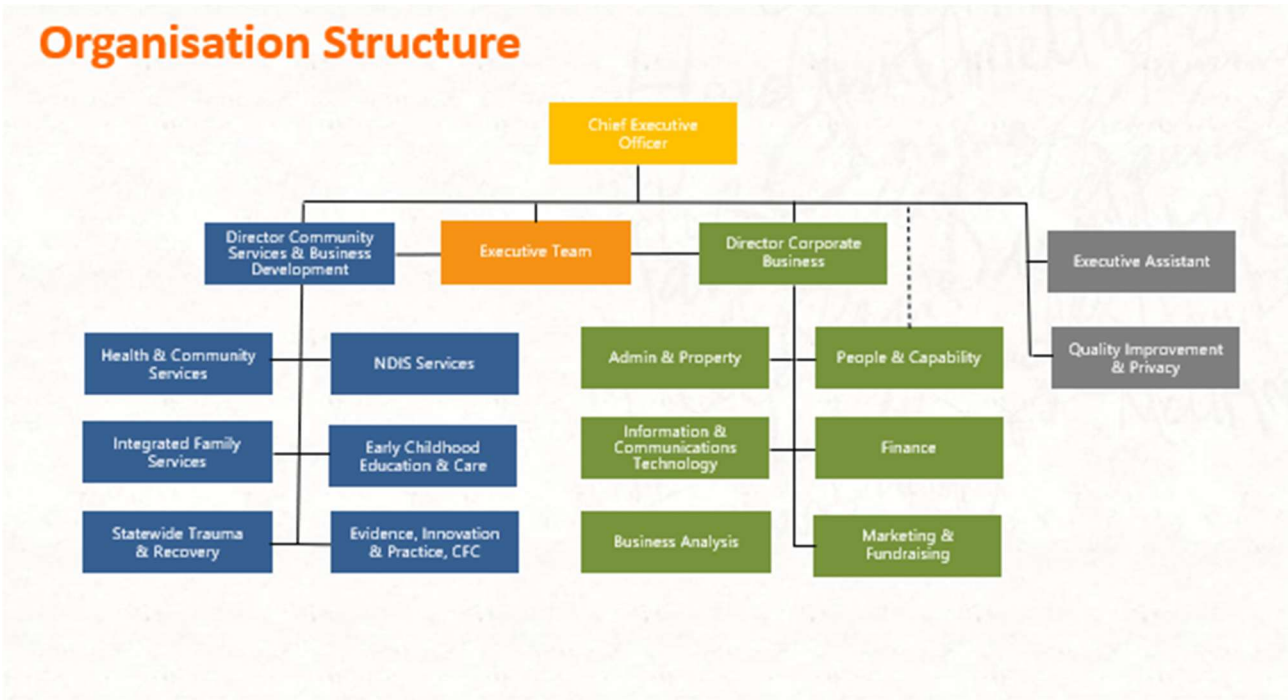 Organisation Structure
Chief Executive
Officer
Director Community
Services & Business
Development
Executive Team
Director Corporate
Business
Executive Assistant
Health & Community
Services
NDIS Services
Admin & Property
People & Capability
Quality Improvement
& Privacy
Integrated Family
Services
Early Childhood
Education & Care
Information &
Communications
Technology
Finance
Statewide Trauma
& Recovery
Evidence, Innovation
& Practice, CFC
Business Analysis
Marketing &
Fundraising